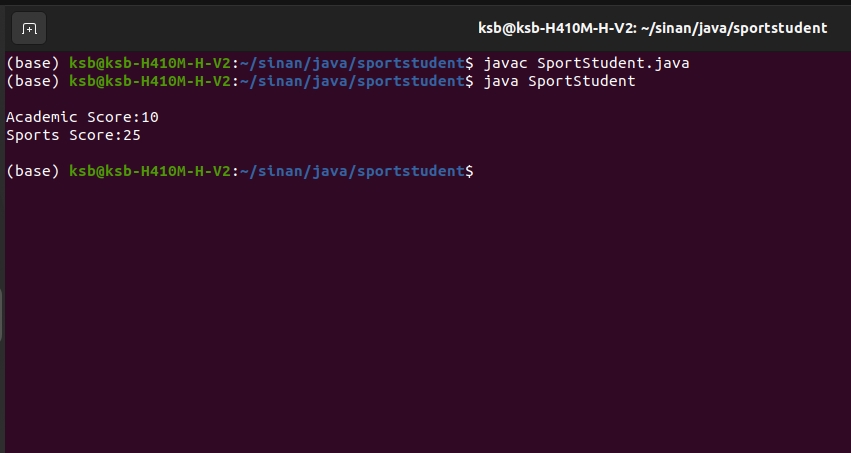 ksb@ksb-H410M-H-V2: ~/sinan/java/sportstudent
(base) ksb@ksb-H410M-H-V2:~/sinan/java/sportstudent$ javac SportStudent.java
(base) ksb@ksb-H410M-H-V2:~/sinan/java/sportstudent$ java SportStudent
Academic Score:10
Sports Score:25
(base) ksb@ksb-H410M-H-V2:~/sinan/java/sportstudent$